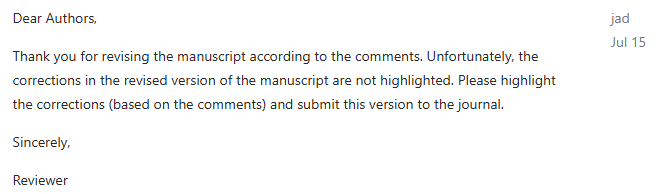 Dear Authors,
jad
Jul 15
Thank you for revising the manuscript according to the comments. Unfortunately, the
corrections in the revised version of the manuscript are not highlighted. Please highlight
the corrections (based on the comments) and submit this version to the journal.
Sincerely,
Reviewer